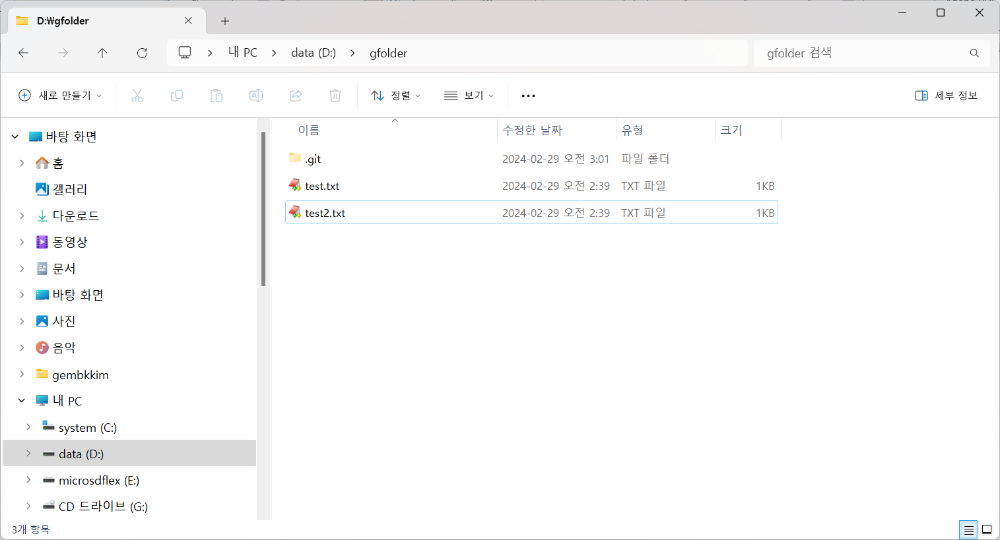 D:₩gfolder
내 PC
data (D:)
gfolder
gfolder 검색
새로 만들기
정렬
보기
세부 정보
바탕 화면
홈
갤러리
다운로드
동영상
문서
바탕 화면
사진
음악
gembkkim
내 PC
system (C:)
data (D:)
microsdflex (E:)
CD 드라이브 (G:)
이름 수정한 날짜 유형 크기
.git 2024-02-29 오전 3:01 파일 폴더
test.txt 2024-02-29 오전 2:39 TXT 파일 1KB
test2.txt 2024-02-29 오전 2:39 TXT 파일 1KB
3개 항목